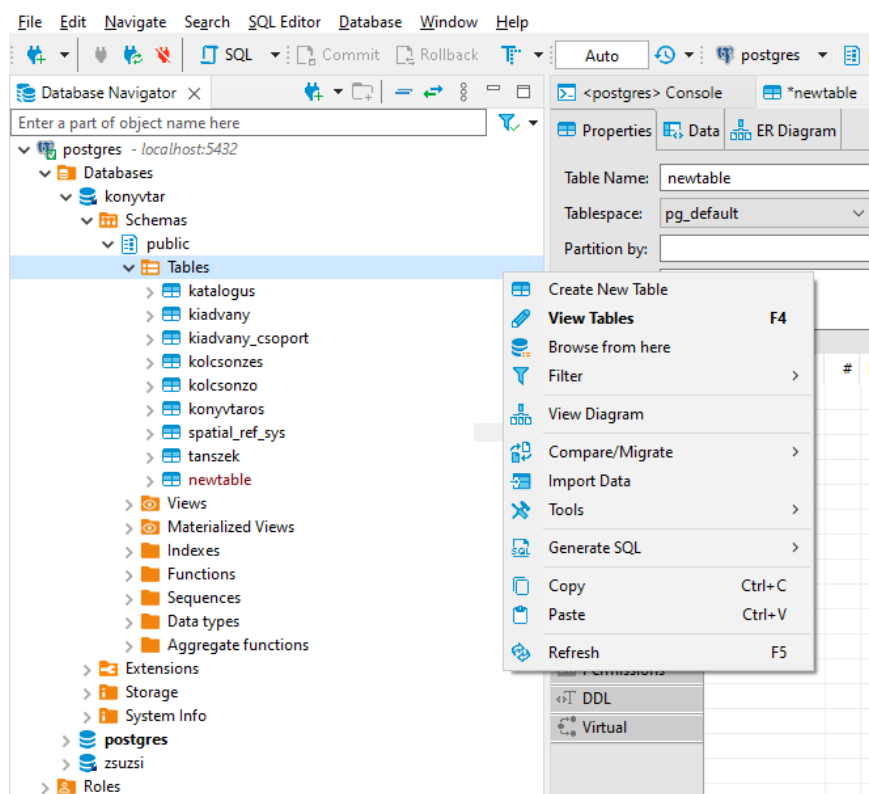 File Edit Navigate Search SQL Editor Database Window Help
SQL Commit Rollback Auto postgres
Database Navigator
<postgres> Console *newtable
Enter a part of object name here
Properties Data ER Diagram
postgres - localhost:5432
Databases
konyvtar
Schemas
public
Tables
katalogus
kiadvany
kiadvany_csoport
kolcsonzes
kolcsonzo
konyvtaros
spatial_ref_sys
tanszek
newtable
Views
Materialized Views
Indexes
Functions
Sequences
Data types
Aggregate functions
Extensions
Storage
System Info
postgres
zsuzsi
Roles
Table Name: newtable
Tablespace: pg_default
Partition by:
#
Create New Table
View Tables F4
Browse from here
Filter
View Diagram
Compare/Migrate
Import Data
Tools
Generate SQL
Copy Ctrl+C
Paste Ctrl+V
Refresh F5
Permissions
DDL
Virtual